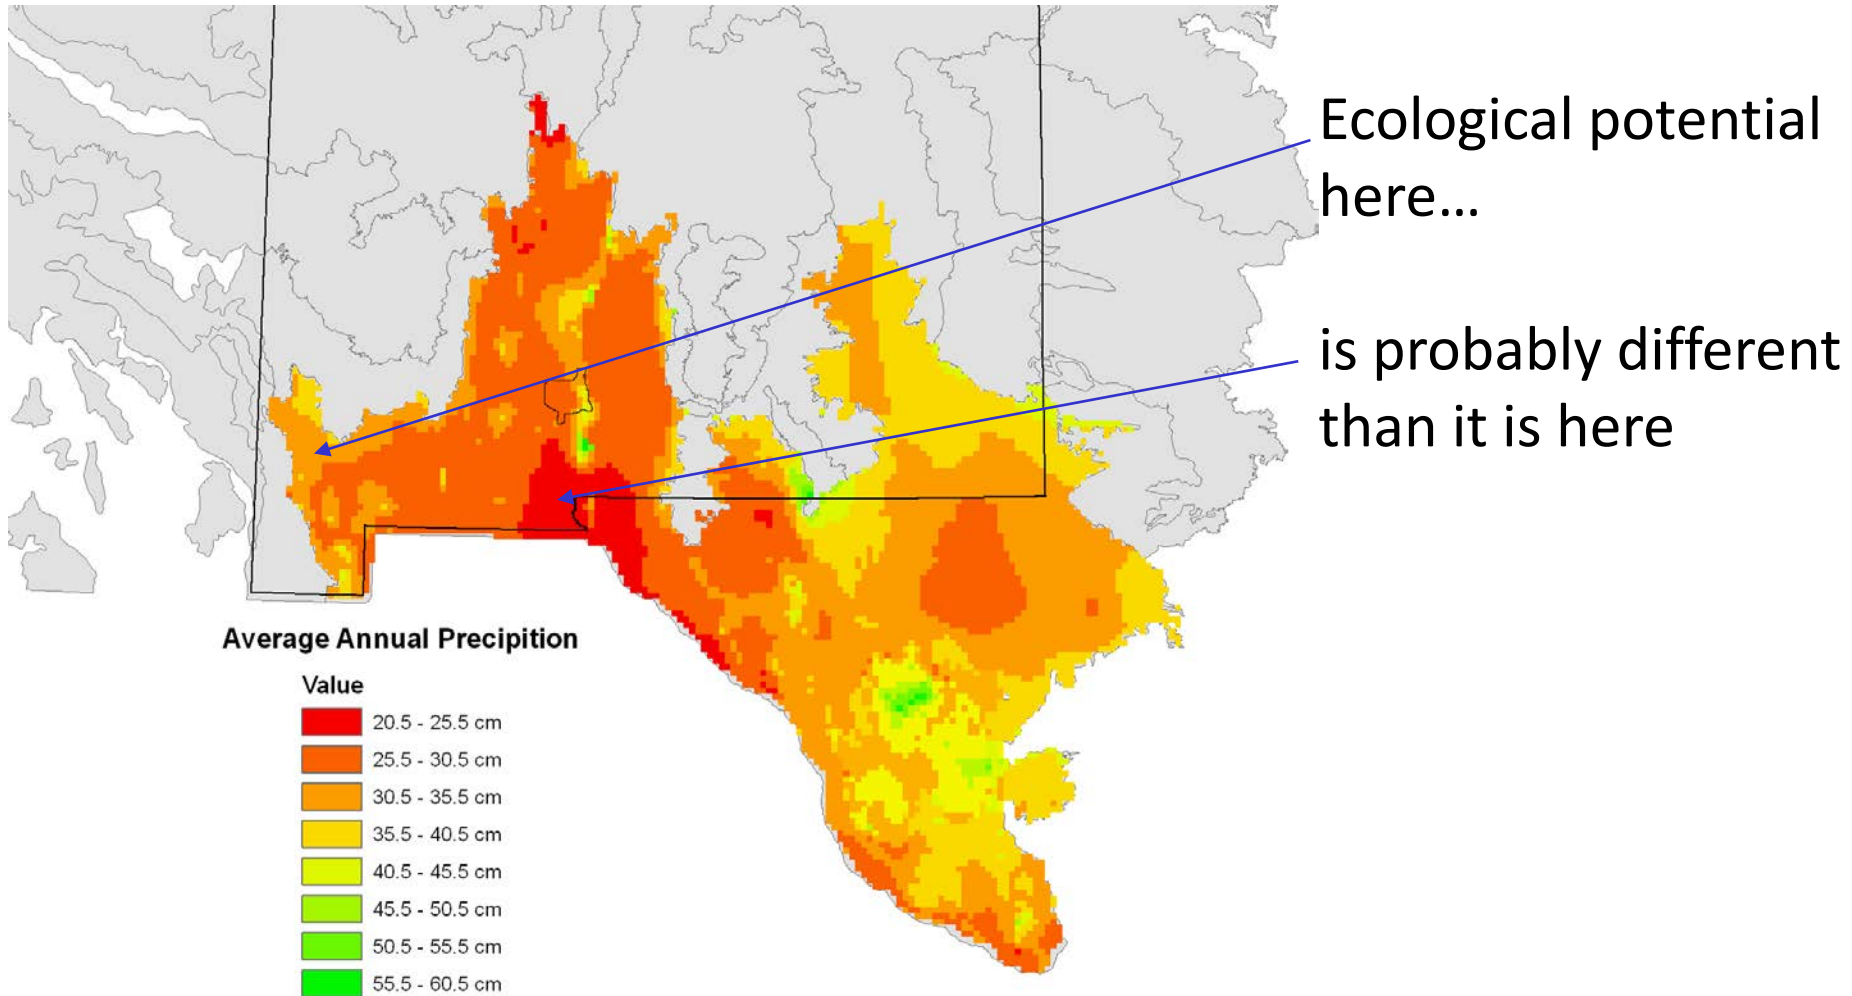 Ecological potential
here…
is probably different
than it is here
Average Annual Precipition
Value
20.5 - 25.5 cm
25.5 - 30.5 cm
30.5 - 35.5 cm
35.5 - 40.5 cm
40.5 - 45.5 cm
45.5 - 50.5 cm
50.5 - 55.5 cm
55.5 - 60.5 cm